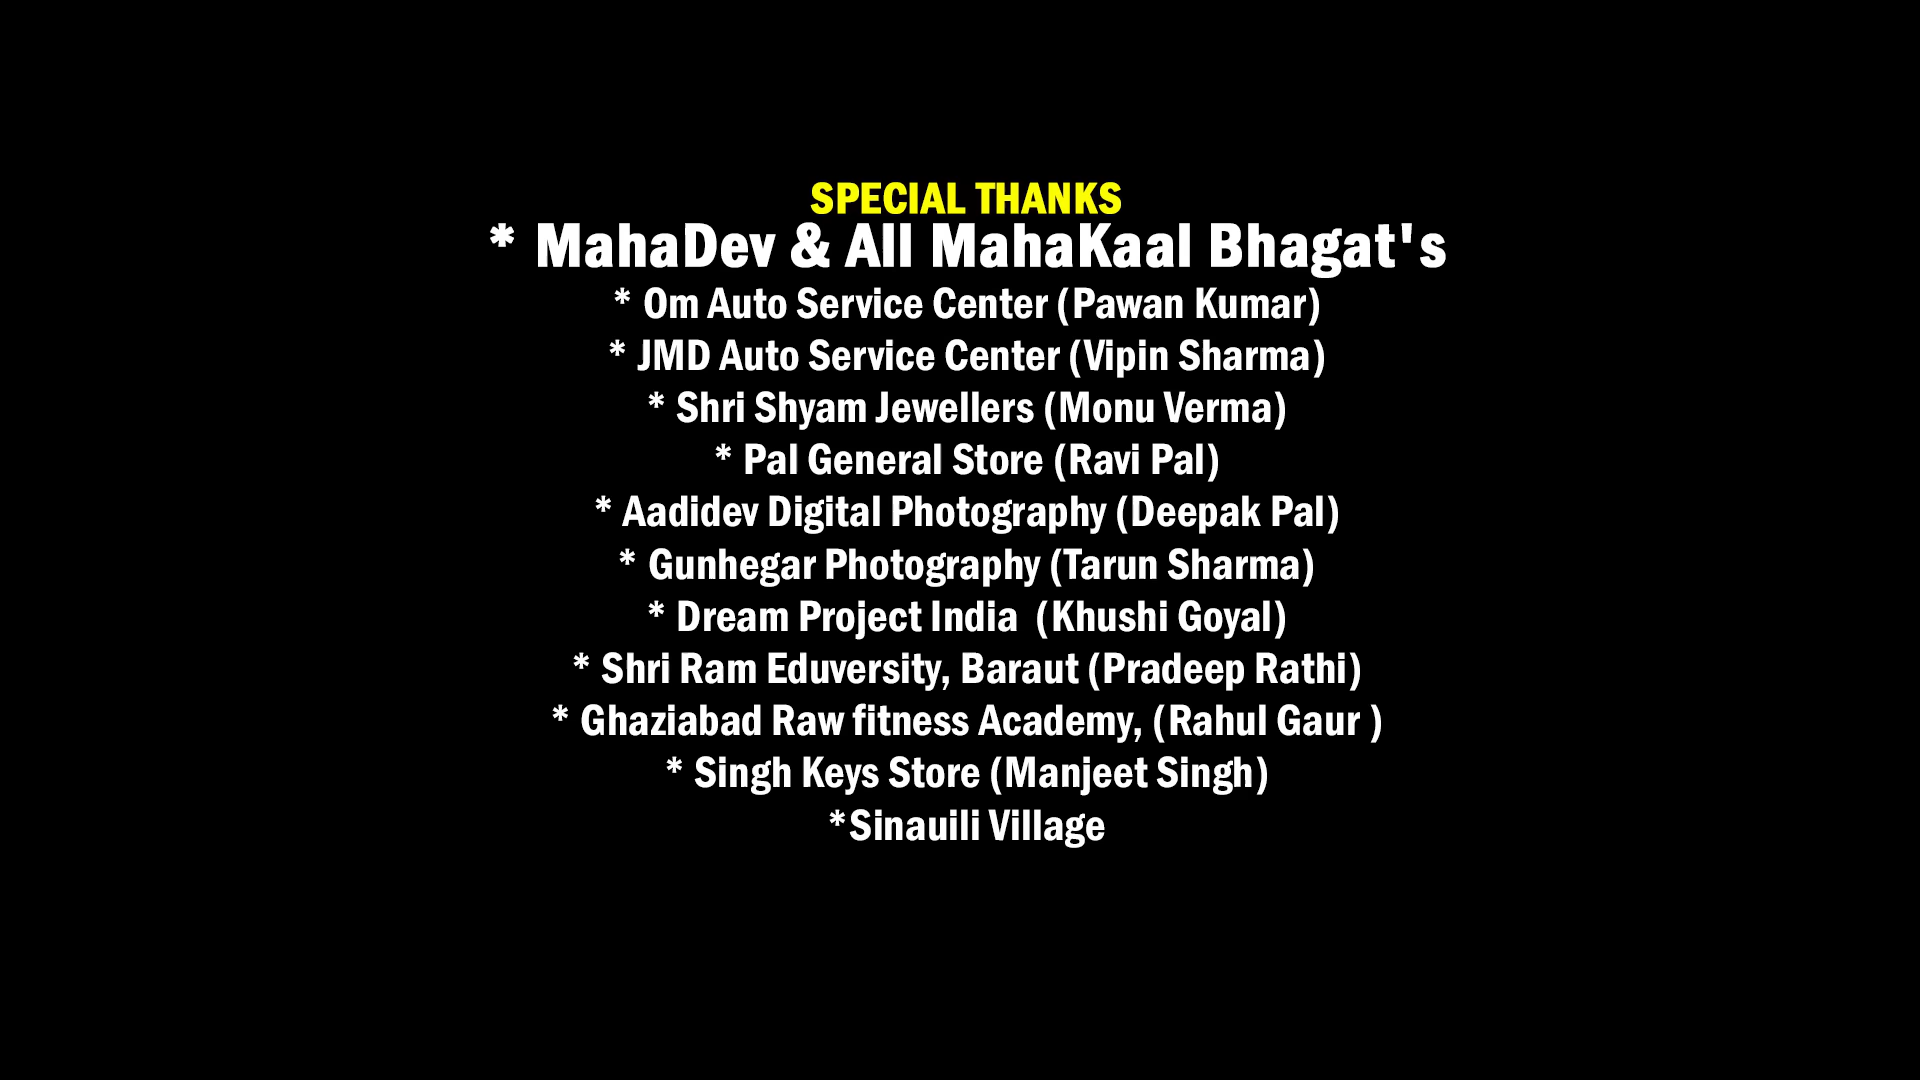 SPECIAL THANKS
* MahaDev & All MahaKaal Bhagat's
* Om Auto Service Center (Pawan Kumar)
* JMD Auto Service Center (Vipin Sharma)
* Shri Shyam Jewellers (Monu Verma)
* Pal General Store (Ravi Pal)
* Aadidev Digital Photography (Deepak Pal)
* Gunhegar Photography (Tarun Sharma)
* Dream Project India  (Khushi Goyal)
* Shri Ram Eduversity, Baraut (Pradeep Rathi)
* Ghaziabad Raw fitness Academy, (Rahul Gaur )
* Singh Keys Store (Manjeet Singh)
*Sinauili Village